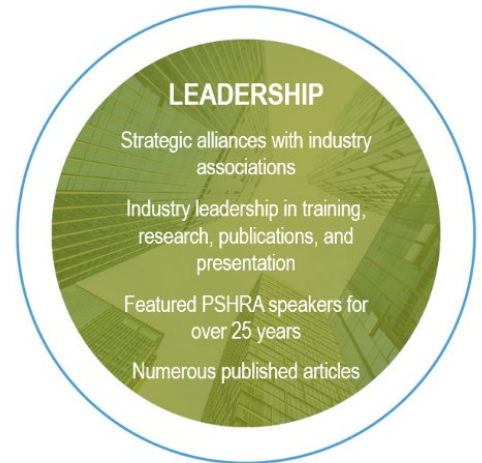 LEADERSHIP
Strategic alliances with industry
associations
Industry leadership in training,
research, publications, and
presentation
Featured PSHRA speakers for
over 25 years
Numerous published articles